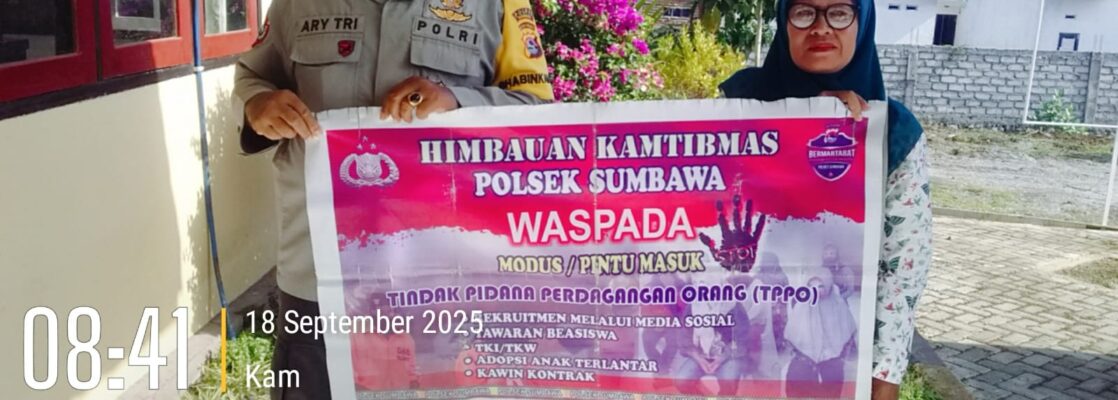 ARY TRI
POLRI
HIMBAUAN KAMTIBMAS
POLSEK SUMBAWA
BERMARTABAT
WASPADA
STOP
MODUS / PINTU MASUK
TINDAK PIDANA PERDAGANGAN ORANG (TPPO)
REKRUITMEN MELALUI MEDIA SOSIAL
TAWARAN BEASISWA
• TKI/TKW
• ADOPSI ANAK TERLANTAR
• KAWIN KONTRAK
08:41
18 September 2025
Kam